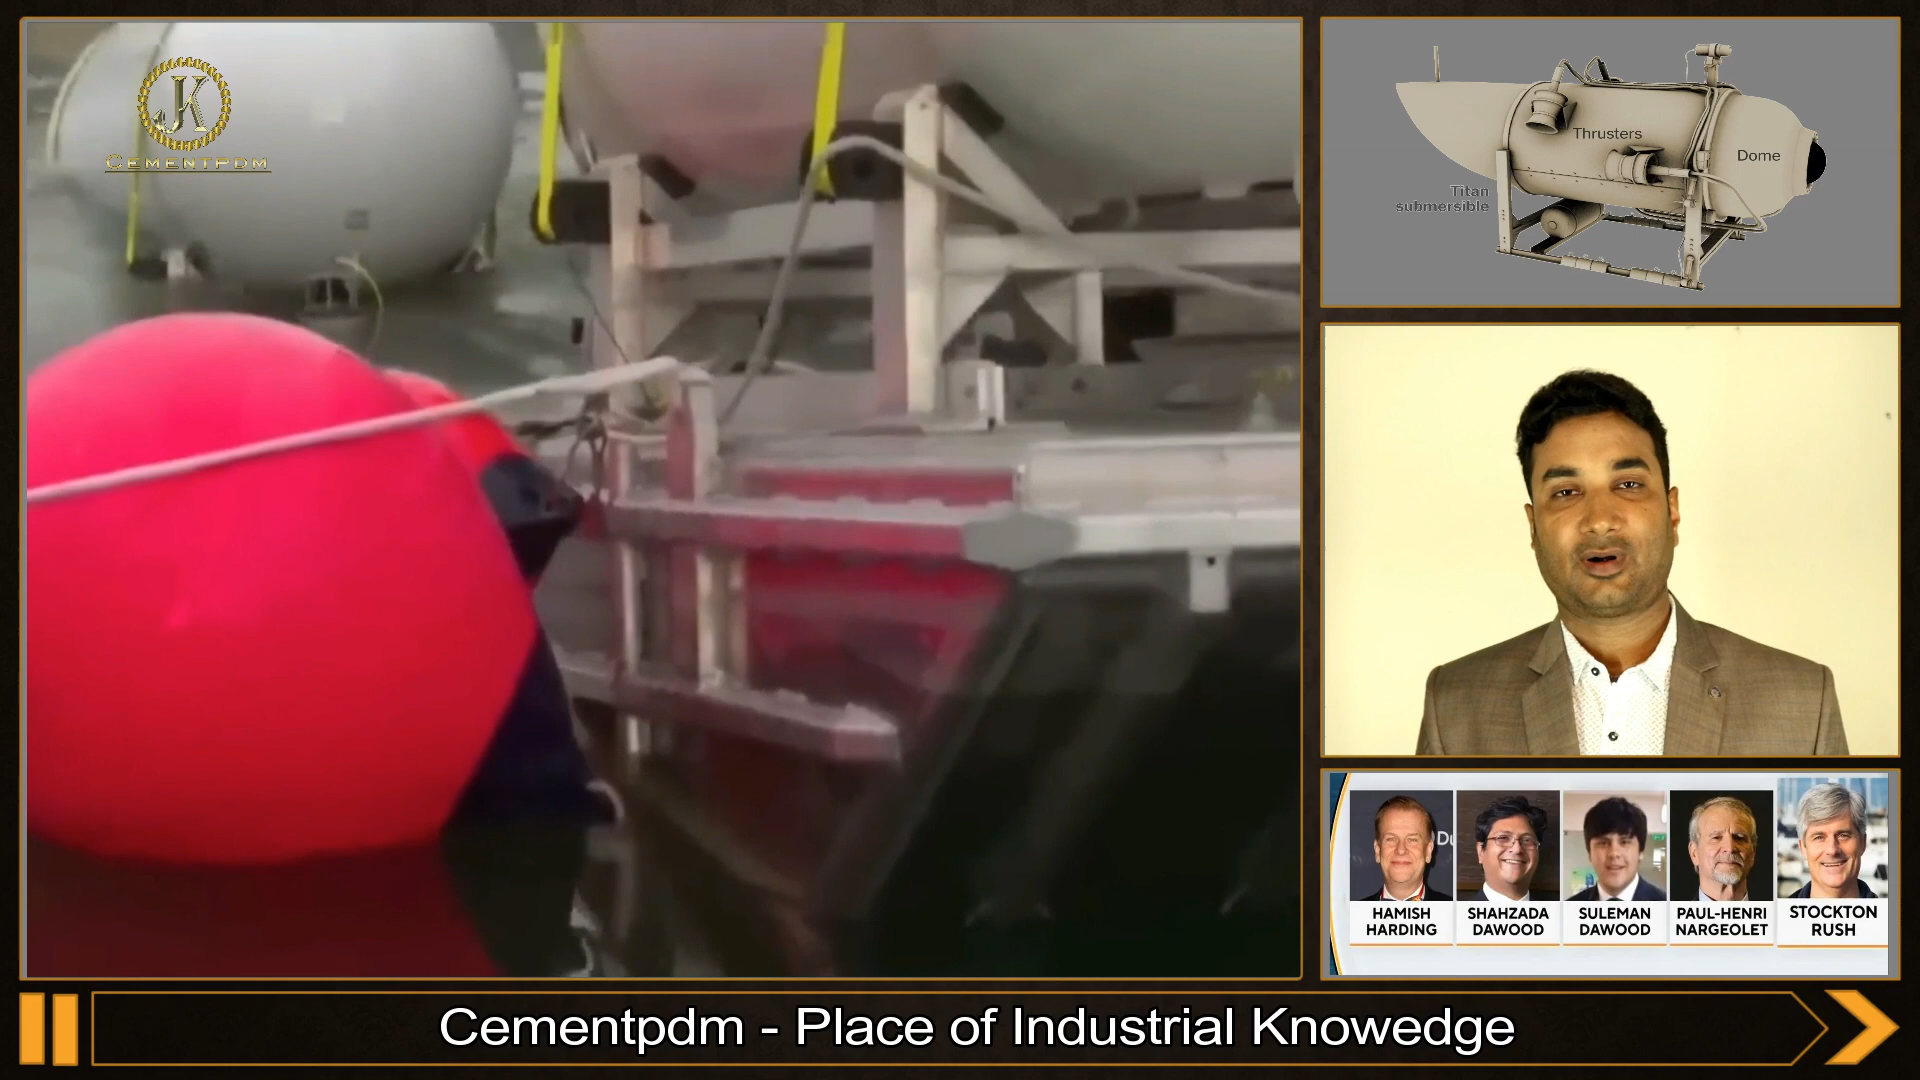 JK
CEMENTPDM
Thrusters
Dome
Titan
submersible
HAMISH
HARDING
SHAHZADA
DAWOOD
SULEMAN
DAWOOD
PAUL-HENRI
NARGEOLET
STOCKTON
RUSH
Cementpdm - Place of Industrial Knowedge